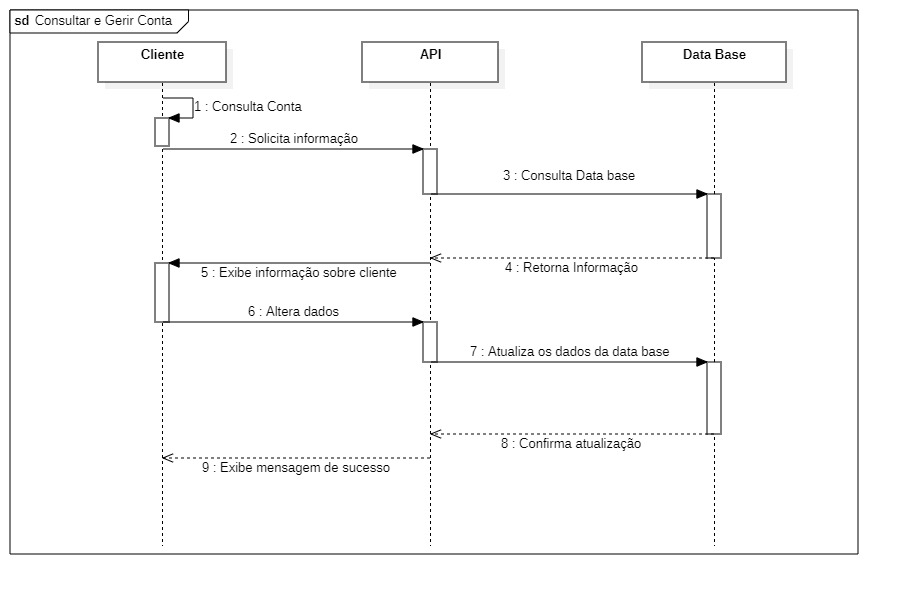 sd Consultar e Gerir Conta
Cliente
API
Data Base
1 : Consulta Conta
2 : Solicita informação
3 : Consulta Data base
4 : Retorna Informação
5 : Exibe informação sobre cliente
6 : Altera dados
7 : Atualiza os dados da data base
8 : Confirma atualização
9 : Exibe mensagem de sucesso